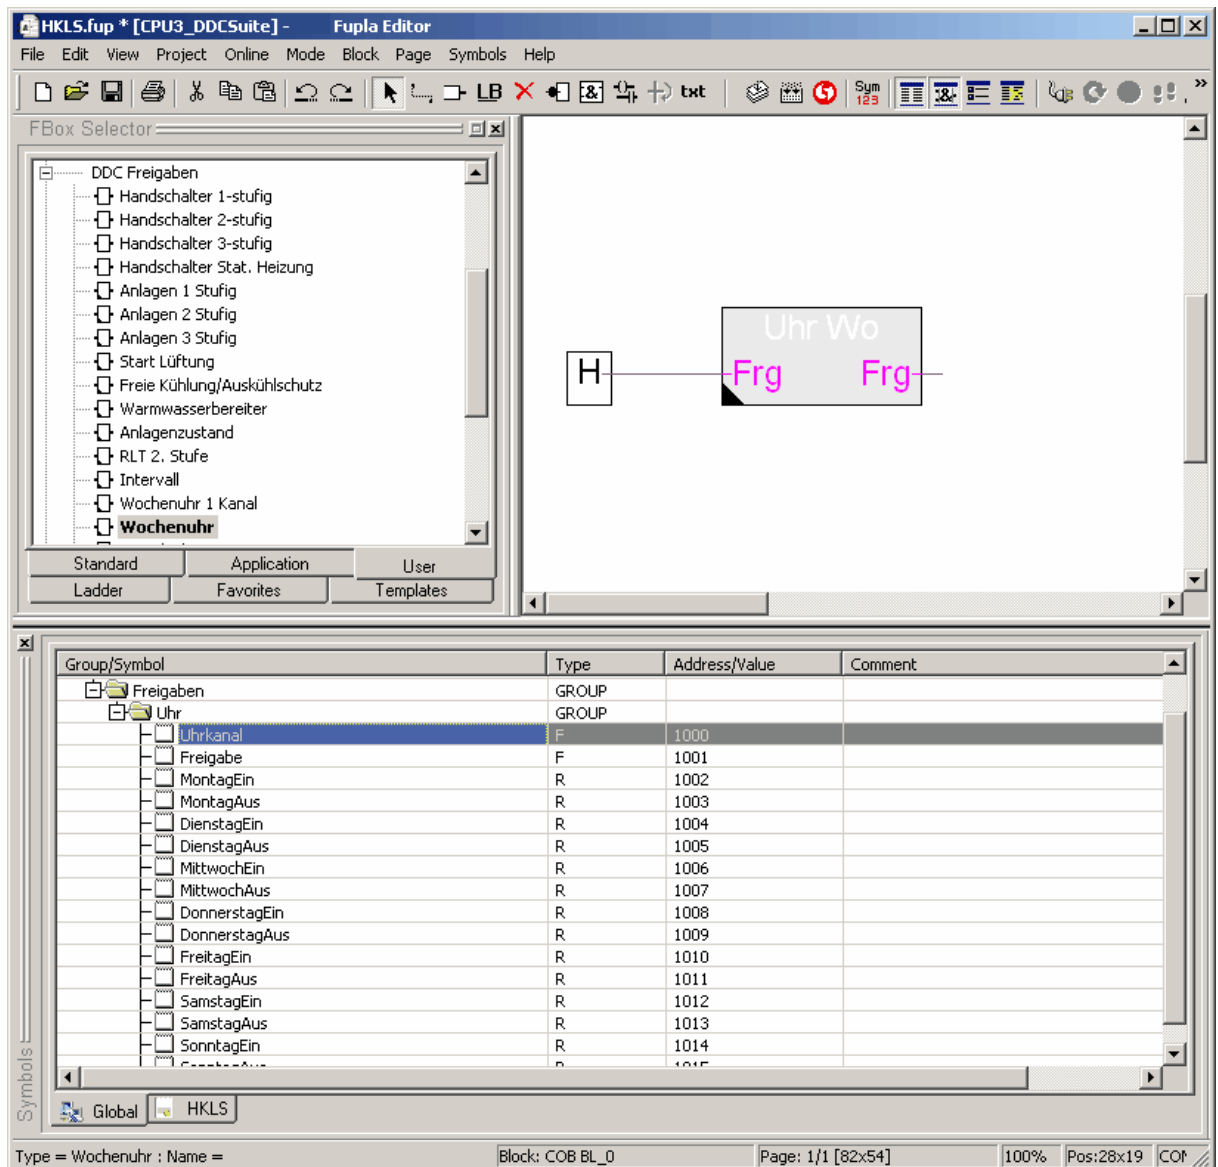 HKLS.fup * [CPU3_DDCSuite] - Fupla Editor
File Edit View Project Online Mode Block Page Symbols Help
LB & txt 5 Sym 123 & »
FBox Selector
DDC Freigaben
Handschalter 1-stufig
Handschalter 2-stufig
Handschalter 3-stufig
Handschalter Stat. Heizung
Anlagen 1 Stufig
Anlagen 2 Stufig
Anlagen 3 Stufig
Start Lüftung
Freie Kühlung/Auskühlschutz
Warmwasserbereiter
Anlagenzustand
RLT 2. Stufe
Intervall
Wochenuhr 1 Kanal
Wochenuhr
Standard Application User
Ladder Favorites Templates
Uhr Wo
H Frg Frg
Group/Symbol Type Address/Value Comment
Freigaben GROUP
Uhr GROUP
Uhrkanal F 1000
Freigabe F 1001
MontagEin R 1002
MontagAus R 1003
DienstagEin R 1004
DienstagAus R 1005
MittwochEin R 1006
MittwochAus R 1007
DonnerstagEin R 1008
DonnerstagAus R 1009
FreitagEin R 1010
FreitagAus R 1011
SamstagEin R 1012
SamstagAus R 1013
SonntagEin R 1014
Symbols
Global HKLS
Type = Wochenuhr : Name = Block: COB BL_0 Page: 1/1 [82x54] 100% Pos:28x19